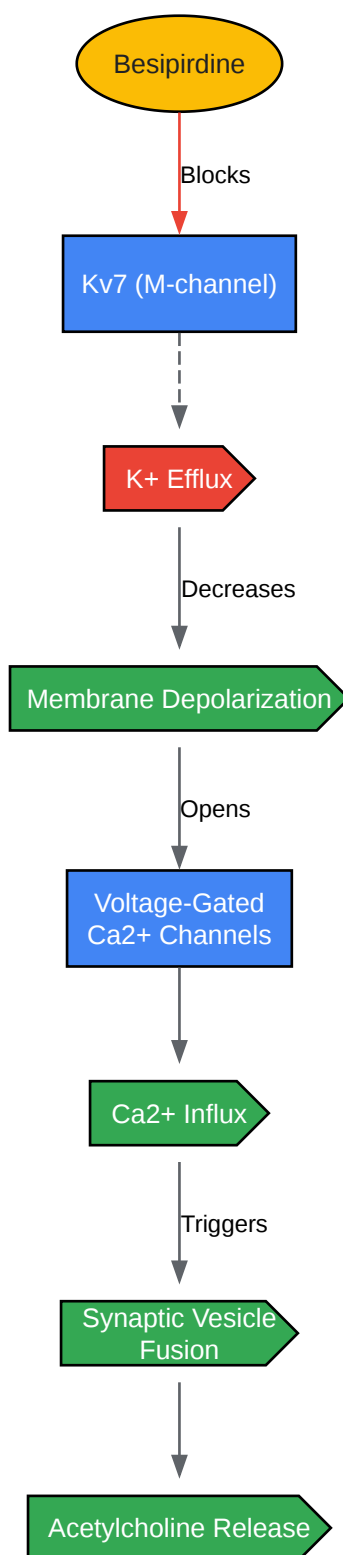 Besipirdine
Blocks
Kv7 (M-channel)
K+ Efflux
Decreases
Membrane Depolarization
Opens
Voltage-Gated
Ca2+ Channels
Ca2+ Influx
Triggers
Synaptic Vesicle
Fusion
Acetylcholine Release